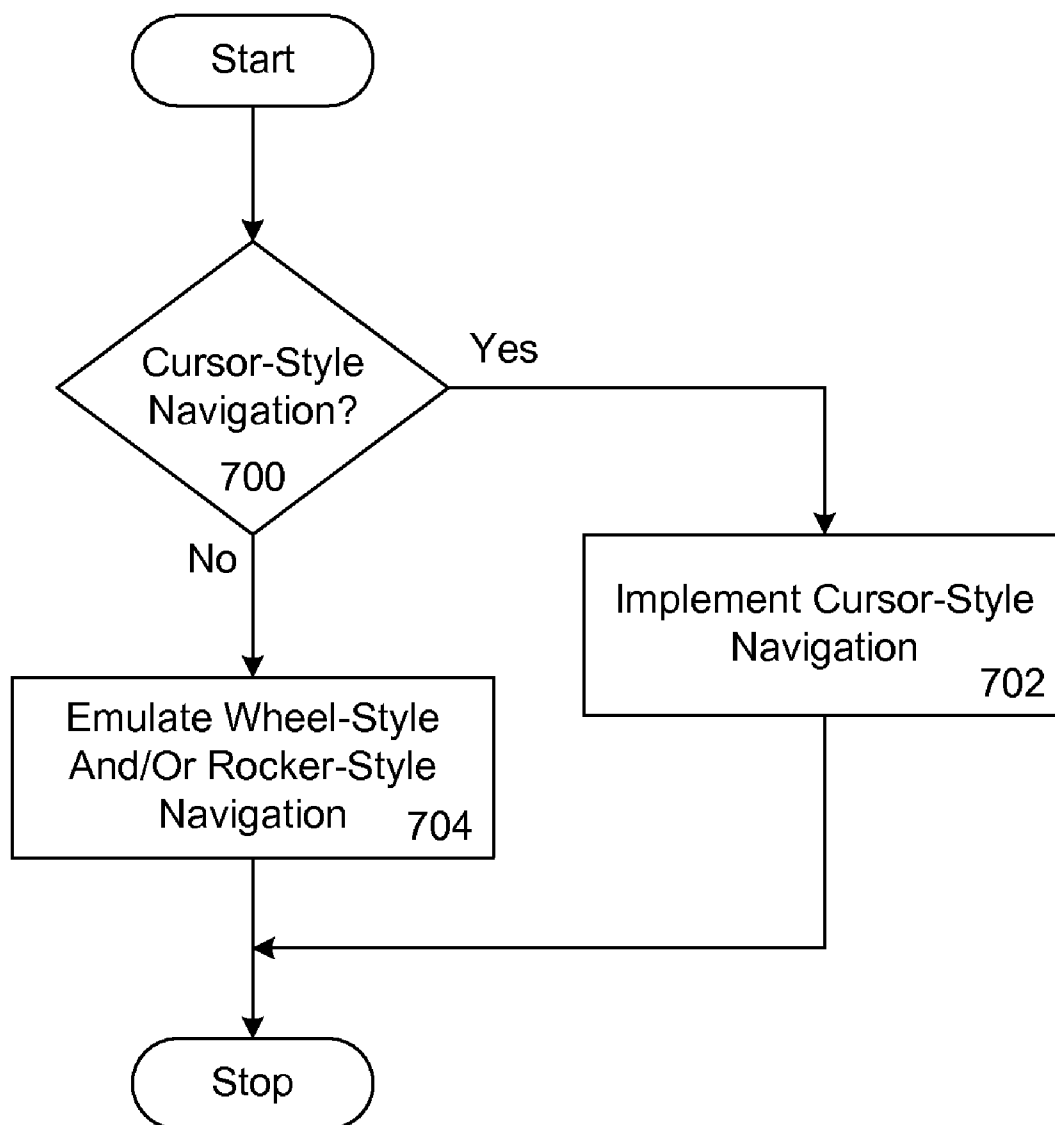 Start
Cursor-Style
Navigation?
700
Yes
No
Implement Cursor-Style
Navigation
702
Emulate Wheel-Style
And/Or Rocker-Style
Navigation
704
Stop